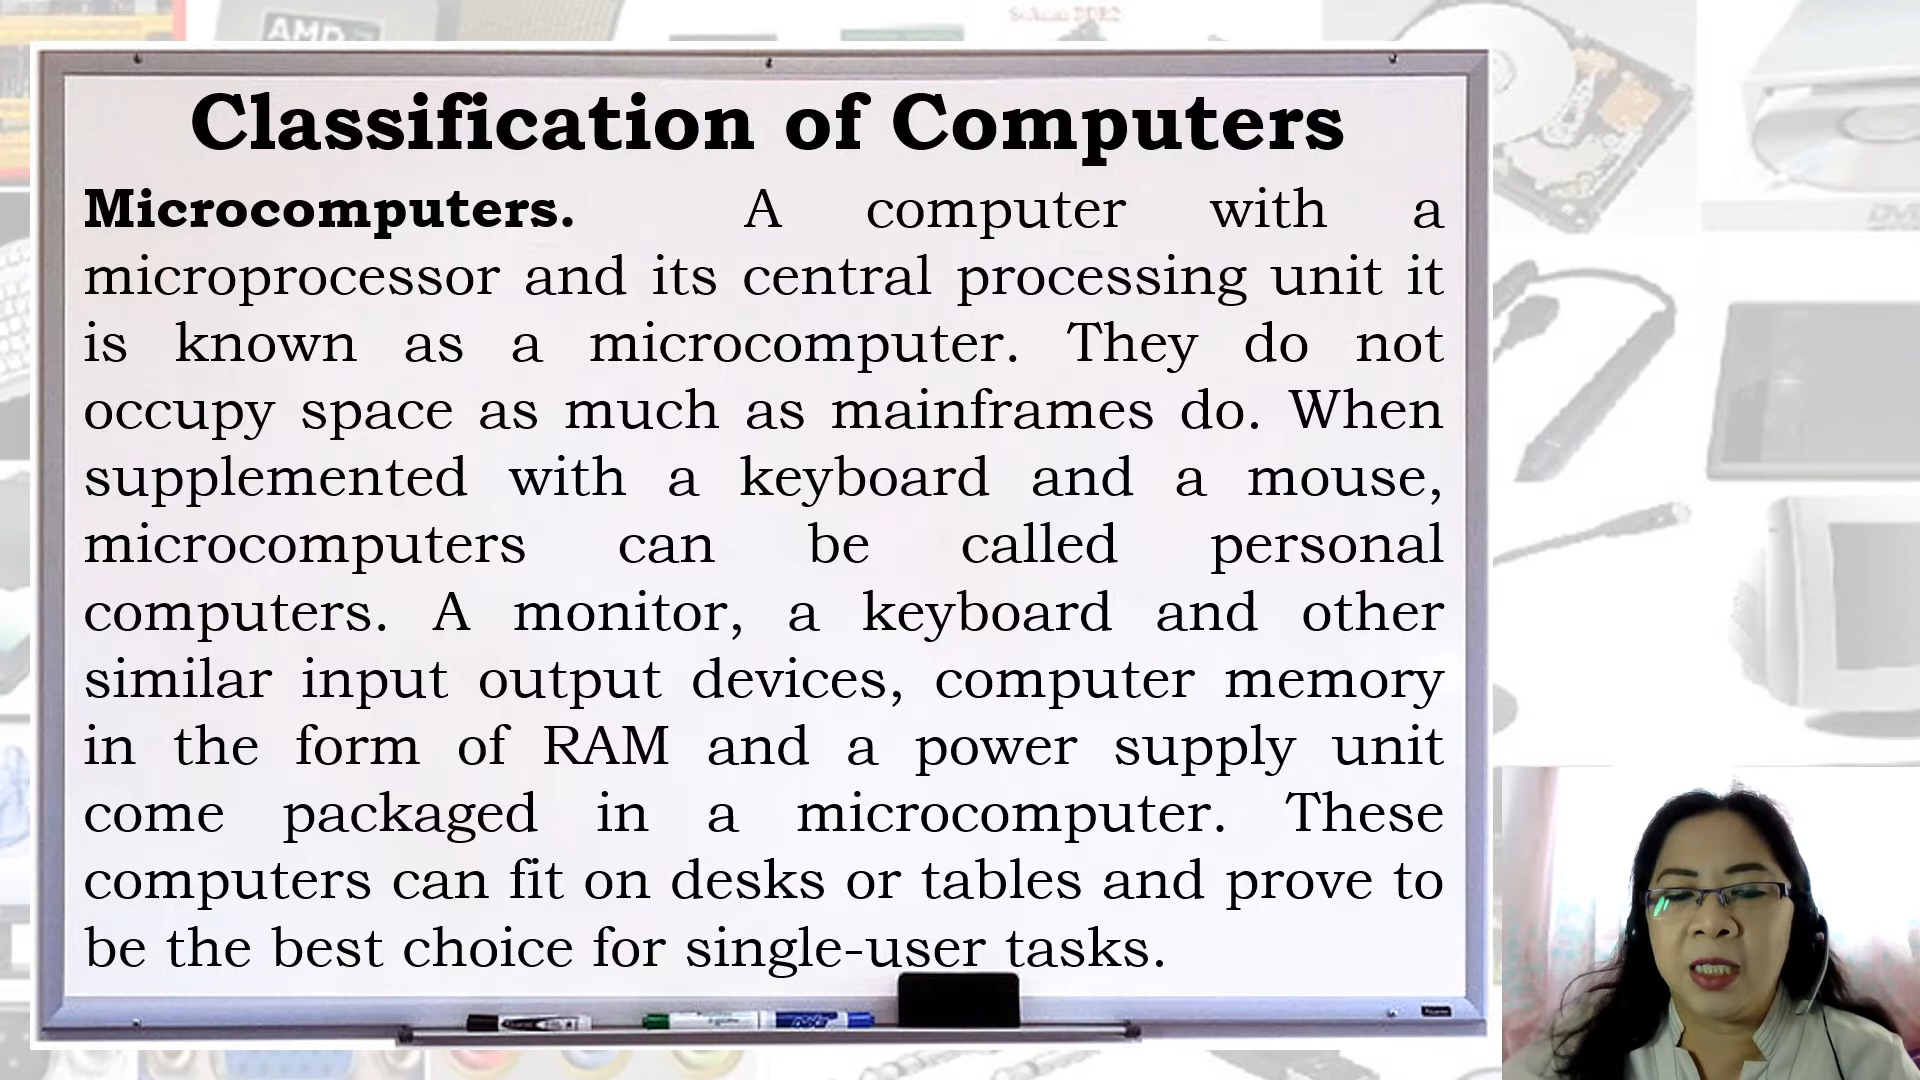 AMD
Classification of Computers
Microcomputers. A computer with a
microprocessor and its central processing unit it
is known as a microcomputer. They do not
occupy space as much as mainframes do. When
supplemented with a keyboard and a mouse,
microcomputers can be called personal
computers. A monitor, a keyboard and other
similar input output devices, computer memory
in the form of RAM and a power supply unit
come packaged in a microcomputer. These
computers can fit on desks or tables and prove to
be the best choice for single-user tasks.